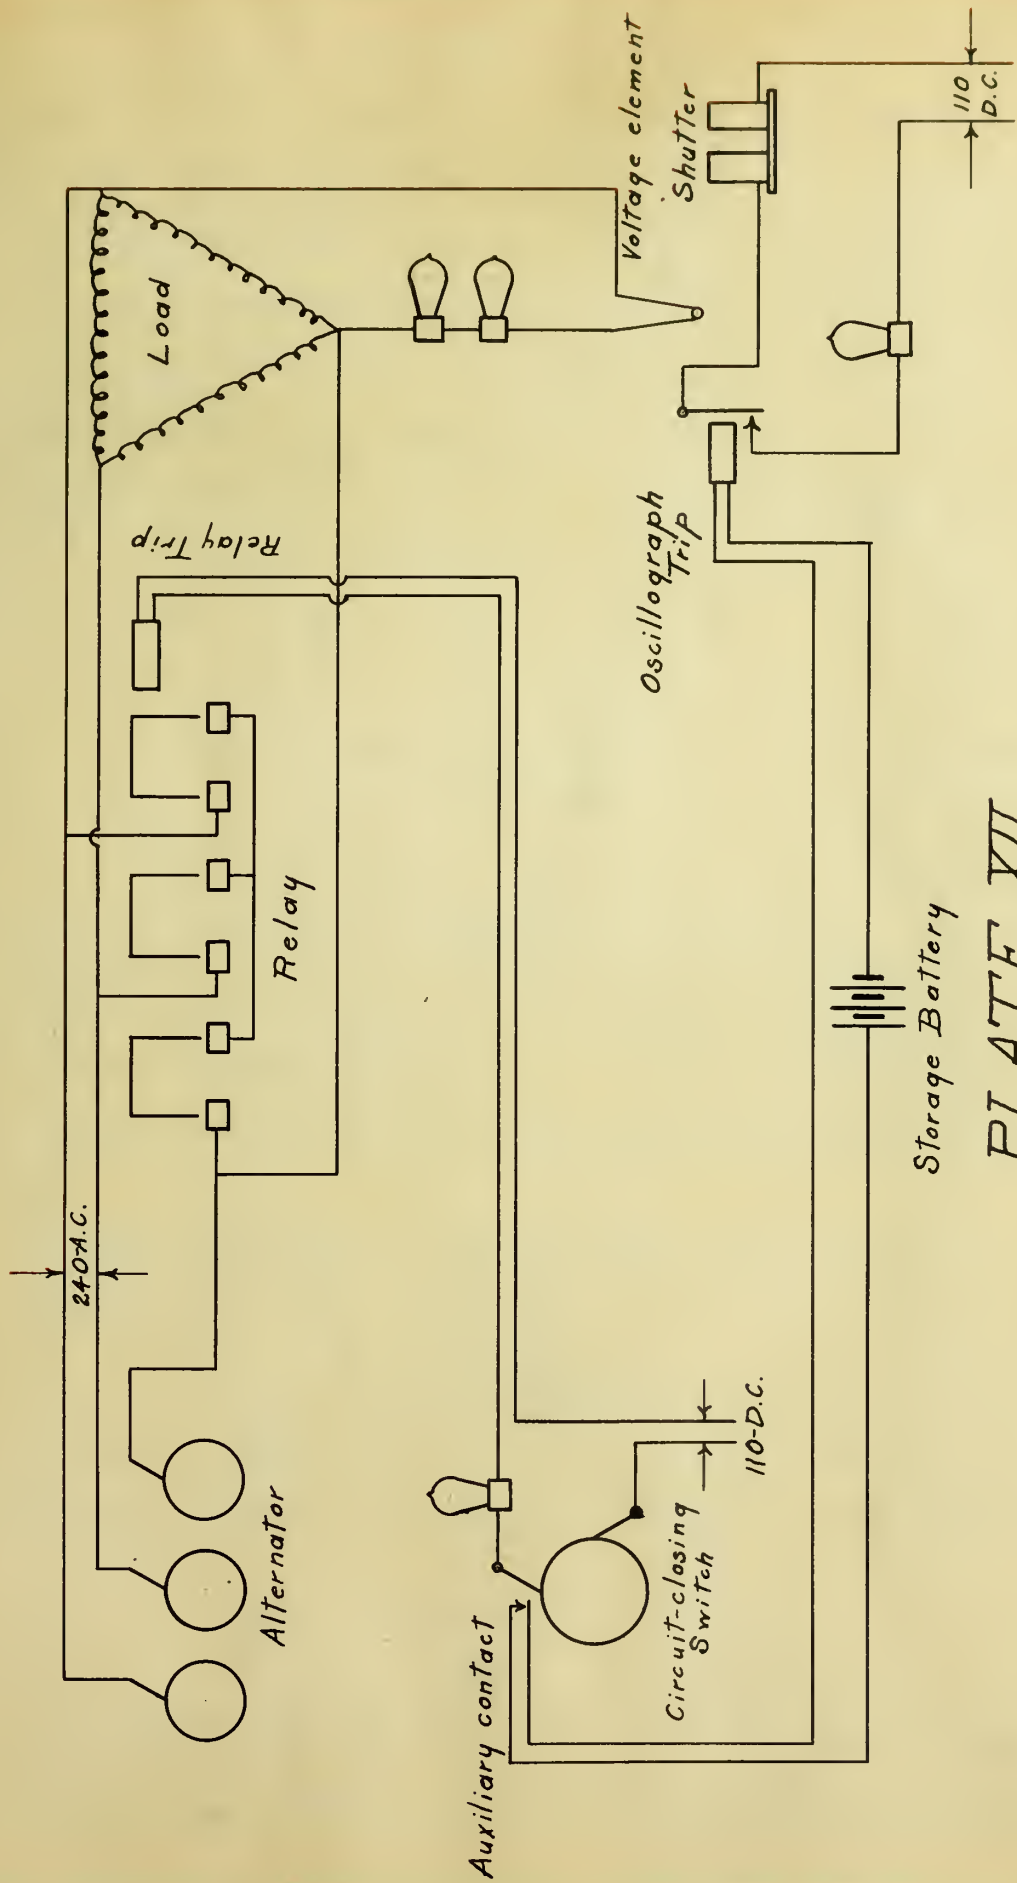 240-A.C.
Load
Relay Trip
Relay
Alternator
Voltage element
Shutter
110
D.C.
Oscillograph
Trip
Auxiliary contact
Circuit-closing
Switch
110-D.C.
Storage Battery
PLATE VII